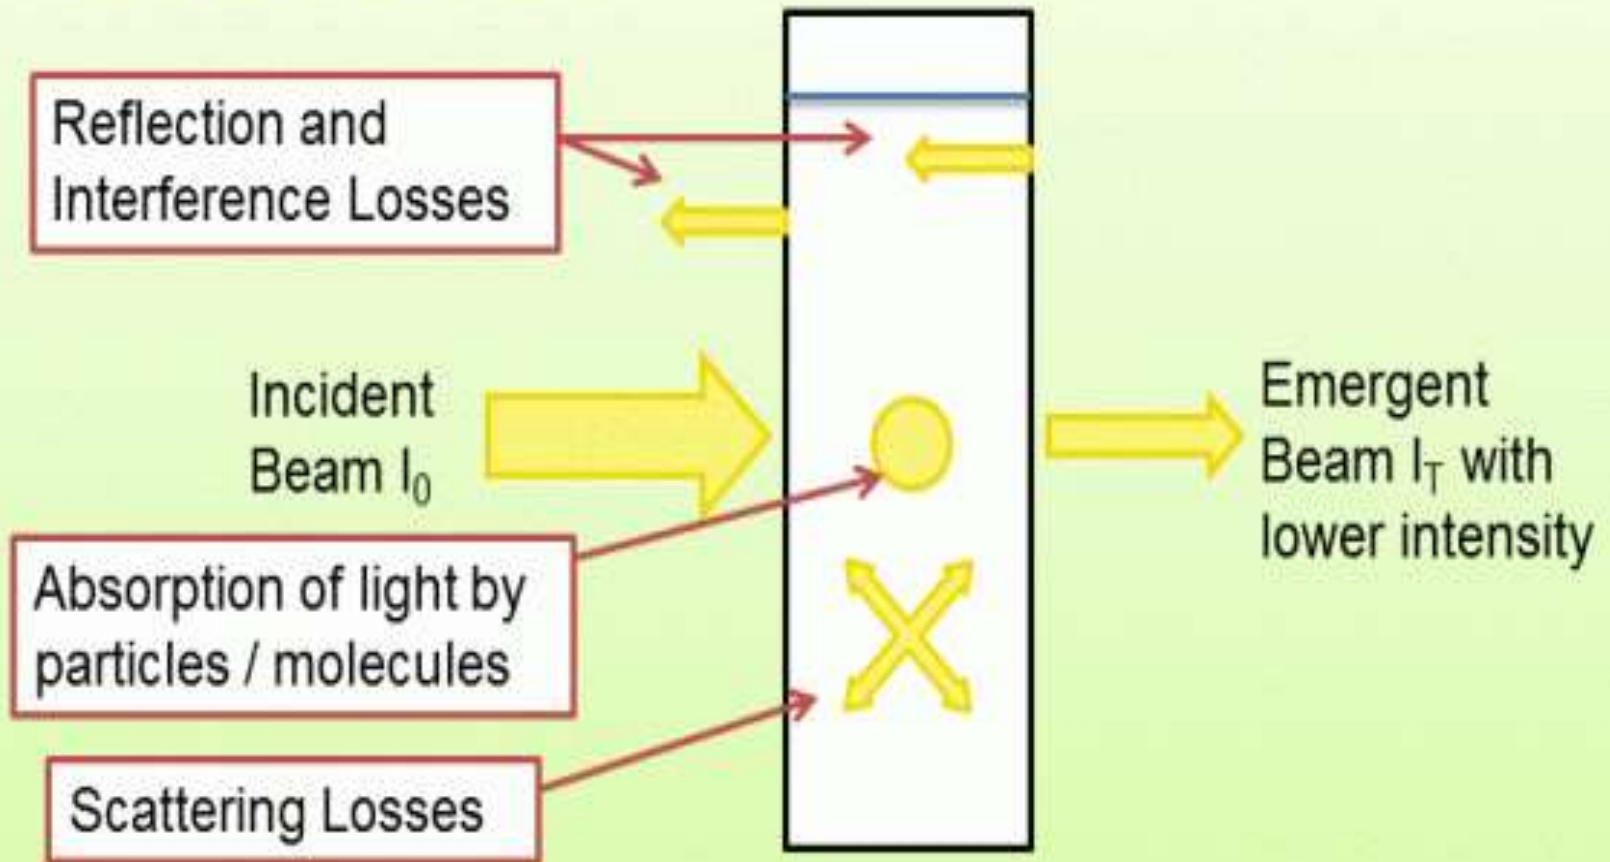 Reflection and
Interference Losses
Incident
Beam I₀
Emergent
Beam I_T with
lower intensity
Absorption of light by
particles / molecules
Scattering Losses